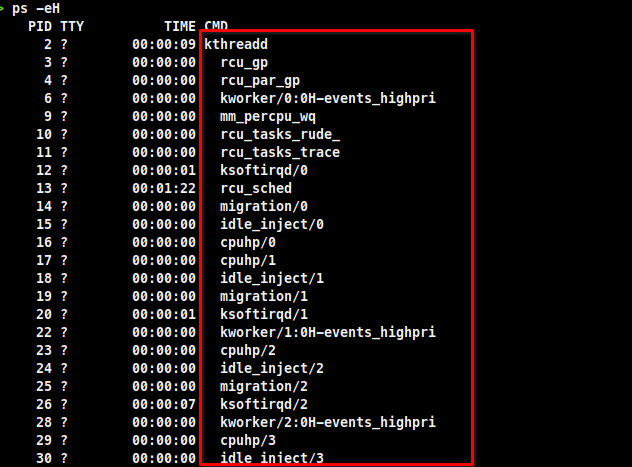 > ps -eH
PID TTY TIME CMD
2 ? 00:00:09 kthreadd
3 ? 00:00:00 rcu_gp
4 ? 00:00:00 rcu_par_gp
6 ? 00:00:00 kworker/0:0H-events_highpri
9 ? 00:00:00 mm_percpu_wq
10 ? 00:00:00 rcu_tasks_rude_
11 ? 00:00:00 rcu_tasks_trace
12 ? 00:00:01 ksoftirqd/0
13 ? 00:01:22 rcu_sched
14 ? 00:00:00 migration/0
15 ? 00:00:00 idle_inject/0
16 ? 00:00:00 cpuhp/0
17 ? 00:00:00 cpuhp/1
18 ? 00:00:00 idle_inject/1
19 ? 00:00:00 migration/1
20 ? 00:00:01 ksoftirqd/1
22 ? 00:00:00 kworker/1:0H-events_highpri
23 ? 00:00:00 cpuhp/2
24 ? 00:00:00 idle_inject/2
25 ? 00:00:00 migration/2
26 ? 00:00:07 ksoftirqd/2
28 ? 00:00:00 kworker/2:0H-events_highpri
29 ? 00:00:00 cpuhp/3
30 ? 00:00:00 idle_inject/3